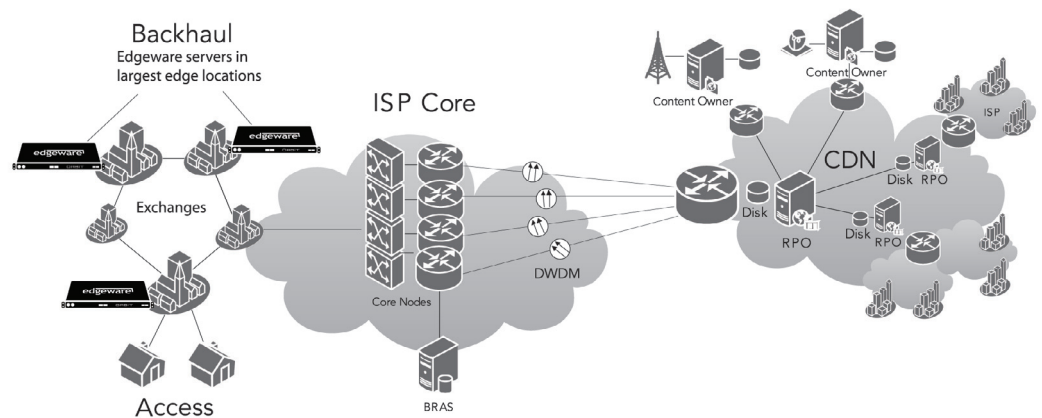 Backhaul
Edgeware servers in
largest edge locations
edgeware
edgeware
Exchanges
edgeware
Access
ISP Core
Core Nodes
BRAS
DWDM
Content Owner
Content Owner
CDN
ISP
Disk
RPO
Disk RPO
Disk
RPO